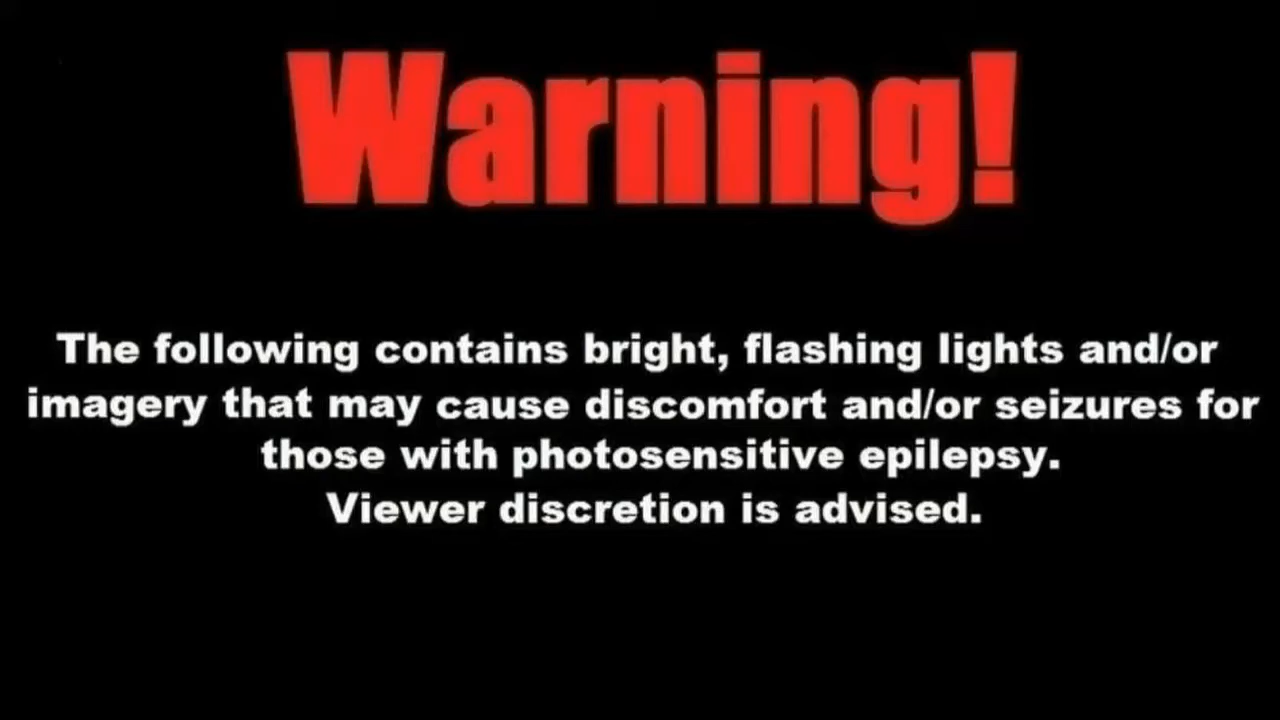 Warning!
The following contains bright, flashing lights and/or
imagery that may cause discomfort and/or seizures for
those with photosensitive epilepsy.
Viewer discretion is advised.